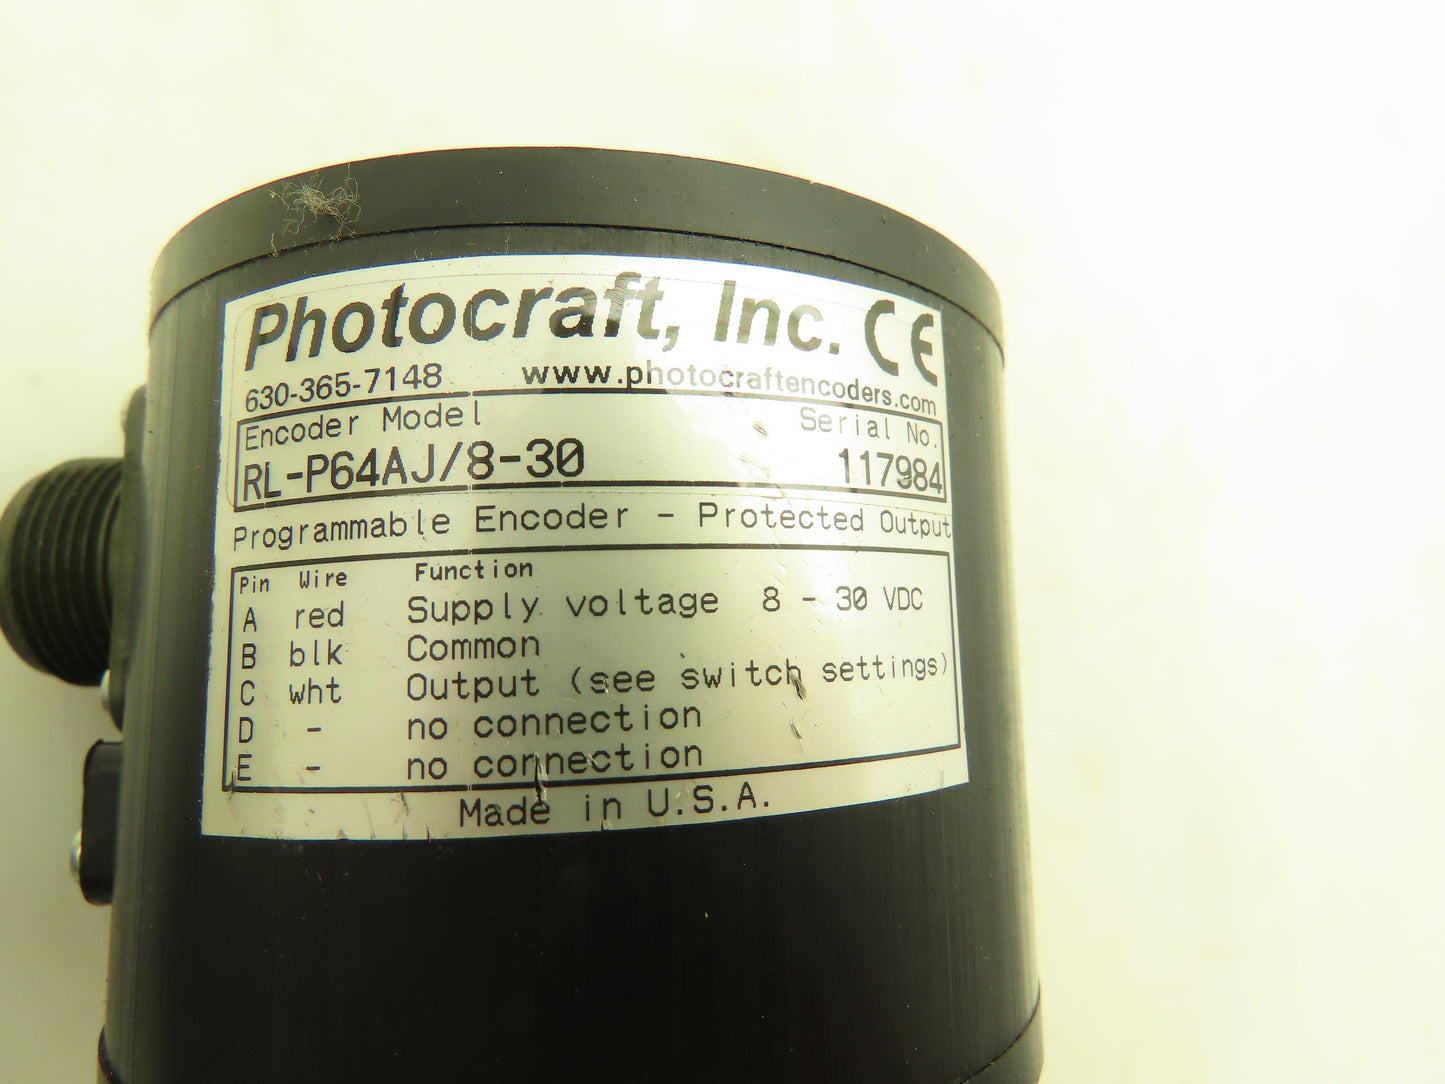 Photocraft, Inc. CE
630-365-7148 www.photocraftencoders.com
Encoder Model Serial No.
RL-P64AJ/8-30 117984
Programmable Encoder - Protected Output
Pin Wire Function
A red Supply voltage 8 - 30 VDC
B blk Common
C wht Output (see switch settings)
D - no connection
E - no connection
Made in U.S.A.